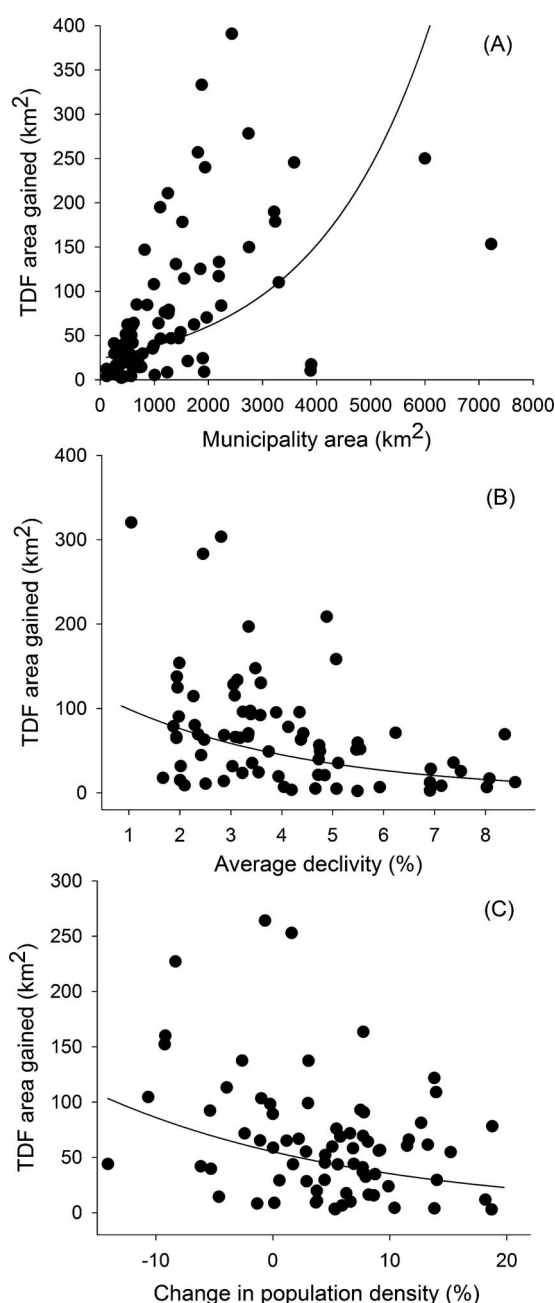 (A)
400
350
300
250
200
150
100
50
0
TDF area gained (km²)
0 1000 2000 3000 4000 5000 6000 7000 8000
Municipality area (km²)
(B)
400
300
200
100
0
TDF area gained (km²)
1 2 3 4 5 6 7 8
Average declivity (%)
(C)
300
250
200
150
100
50
0
TDF area gained (km²)
-10 0 10 20
Change in population density (%)